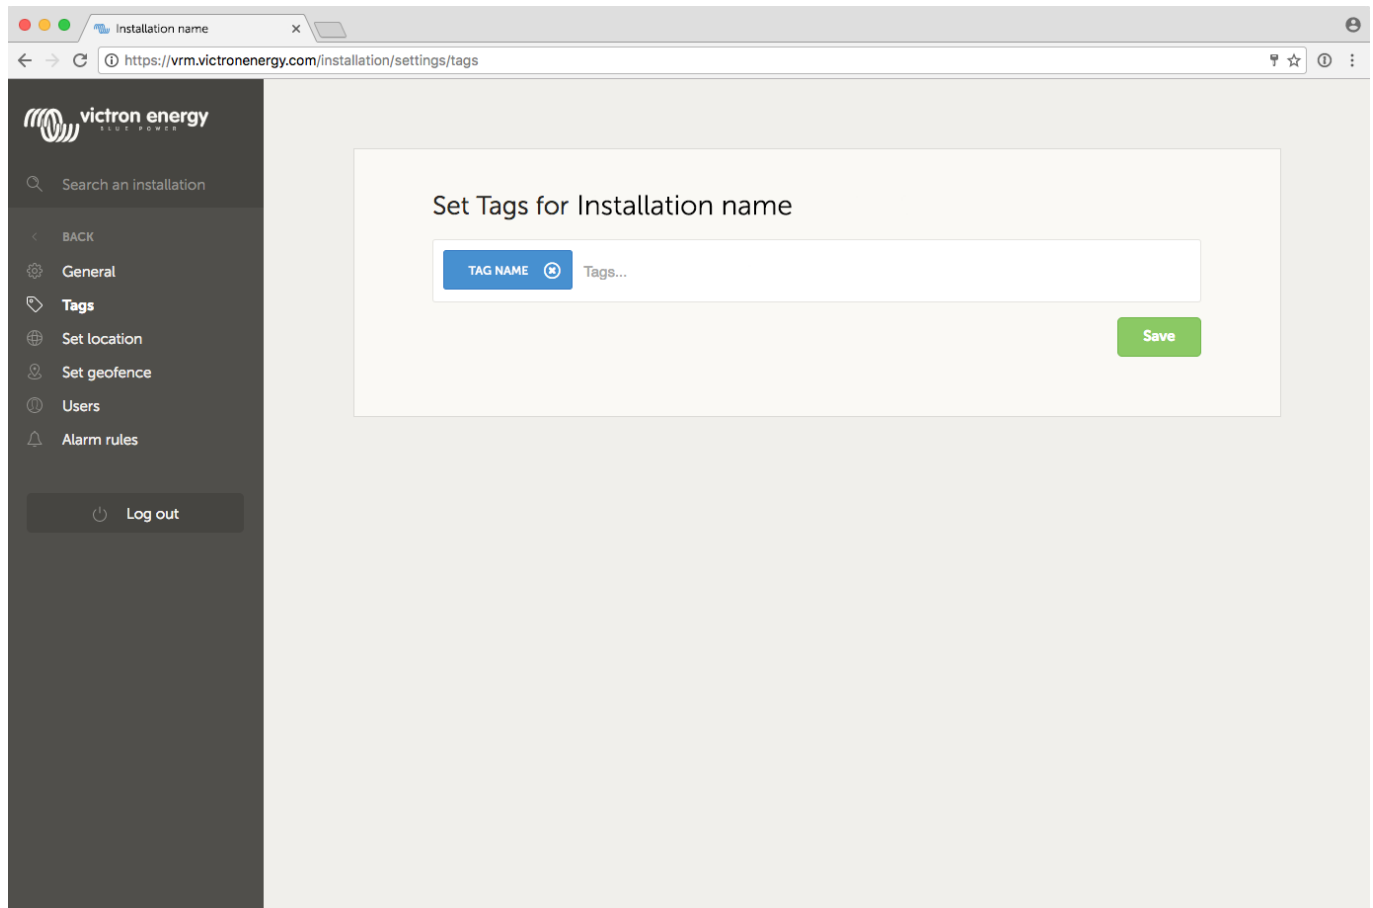 Installation name
https://vrm.victronenergy.com/installation/settings/tags
victron energy
BLUE POWER
Search an installation
BACK
General
Tags
Set location
Set geofence
Users
Alarm rules
Log out
Set Tags for Installation name
TAG NAME Tags...
Save